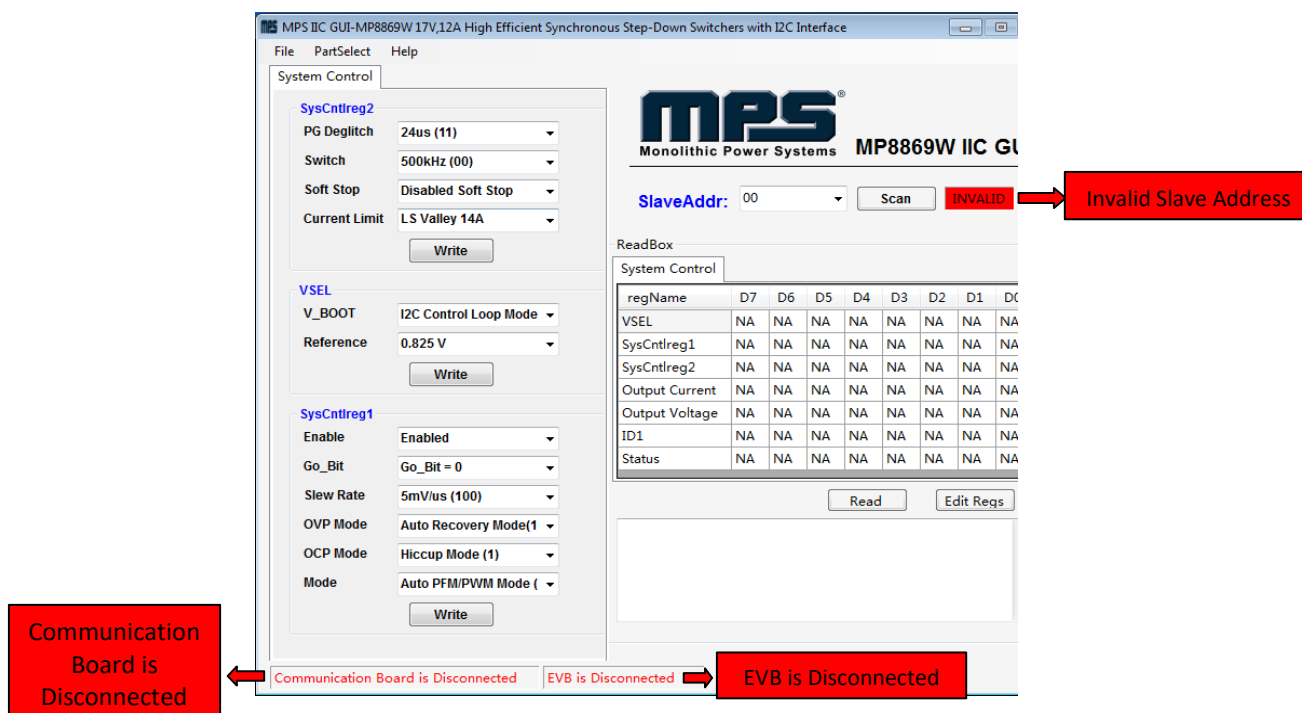 MPS IIC GUI-MP8869W 17V,12A High Efficient Synchronous Step-Down Switchers with I2C Interface
File PartSelect Help
System Control
SysCntlreg2
PG Deglitch 24us (11)
Switch 500kHz (00)
Soft Stop Disabled Soft Stop
Current Limit LS Valley 14A
Write
VSEL
V_BOOT I2C Control Loop Mode
Reference 0.825 V
Write
SysCntlreg1
Enable Enabled
Go_Bit Go_Bit = 0
Slew Rate 5mV/us (100)
OVP Mode Auto Recovery Mode(1
OCP Mode Hiccup Mode (1)
Mode Auto PFM/PWM Mode (
Write
mps®
Monolithic Power Systems
MP8869W IIC GU
SlaveAddr: 00 Scan INVALID
Invalid Slave Address
ReadBox
System Control
regName D7 D6 D5 D4 D3 D2 D1 D0
VSEL NA NA NA NA NA NA NA NA
SysCntlreg1 NA NA NA NA NA NA NA NA
SysCntlreg2 NA NA NA NA NA NA NA NA
Output Current NA NA NA NA NA NA NA NA
Output Voltage NA NA NA NA NA NA NA NA
ID1 NA NA NA NA NA NA NA NA
Status NA NA NA NA NA NA NA NA
Read Edit Regs
Communication Board is Disconnected EVB is Disconnected
Communication
Board is
Disconnected
EVB is Disconnected